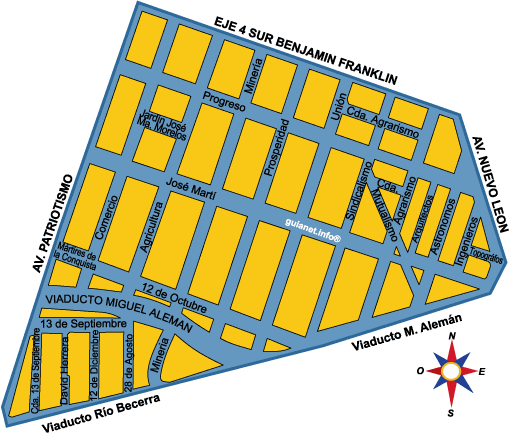 EJE 4 SUR BENJAMIN FRANKLIN
Minería
Unión
Cda. Agrarismo
Progreso
Jardín José
Ma. Morelos
Prosperidad
AV. NUEVO LEON
AV. PATRIOTISMO
José Martí
Sindicalismo
Cda.
Agrarismo
Mutualismo
Arquitectos
Astronomos
Ingenieros
Topográfos
Comercio
Agricultura
guianet.info®
Mártires de
la Conquista
12 de Octubre
VIADUCTO MIGUEL ALEMAN
13 de Septiembre
Cda. 13 de Septiembre
David Herrera
12 de Diciembre
28 de Agosto
Minería
Viaducto M. Alemán
Viaducto Río Becerra
N
O
E
S